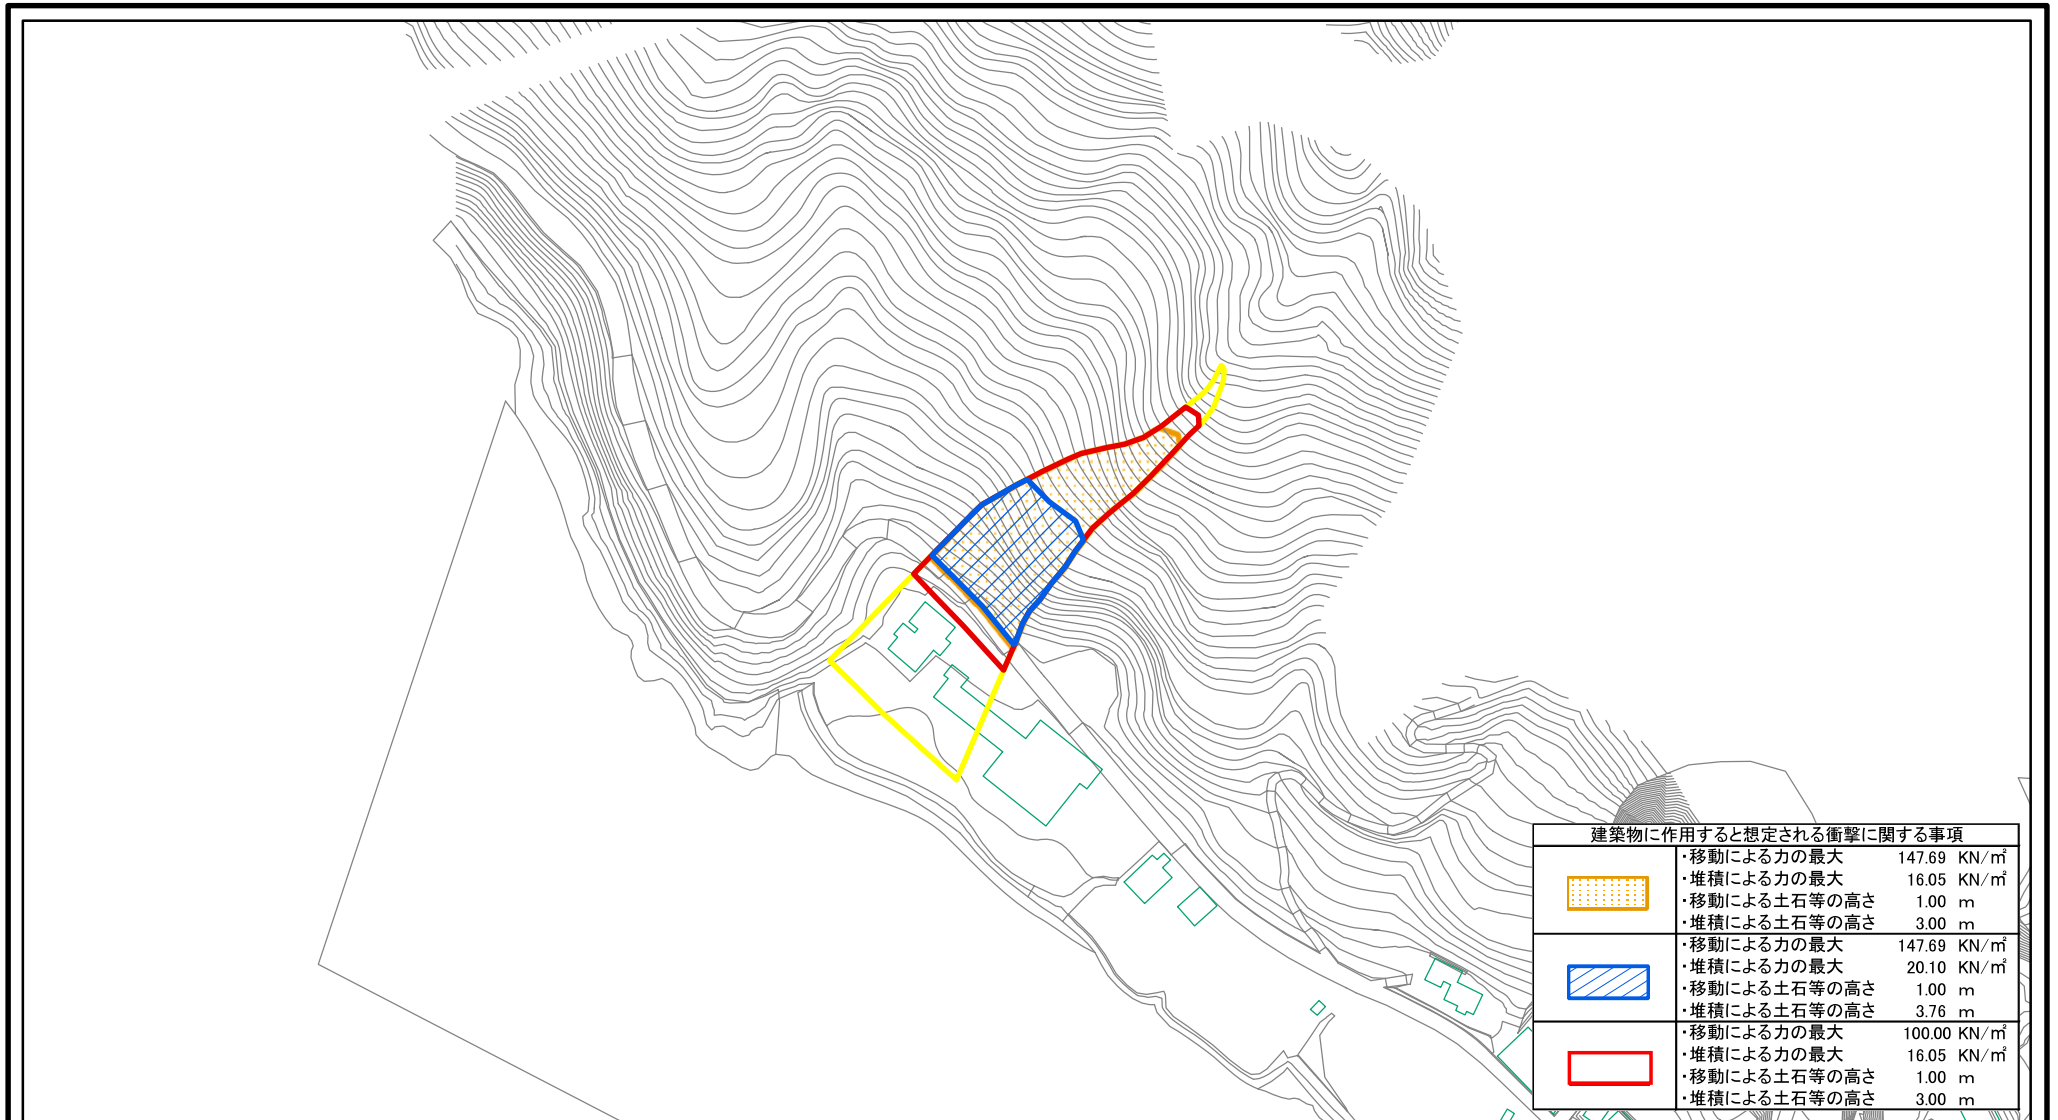 建築物に作用すると想定される衝撃に関する事項
・移動による力の最大 147.69 KN/㎡
・堆積による力の最大 16.05 KN/㎡
・移動による土石等の高さ 1.00 m
・堆積による土石等の高さ 3.00 m
・移動による力の最大 147.69 KN/㎡
・堆積による力の最大 20.10 KN/㎡
・移動による土石等の高さ 1.00 m
・堆積による土石等の高さ 3.76 m
・移動による力の最大 100.00 KN/㎡
・堆積による力の最大 16.05 KN/㎡
・移動による土石等の高さ 1.00 m
・堆積による土石等の高さ 3.00 m